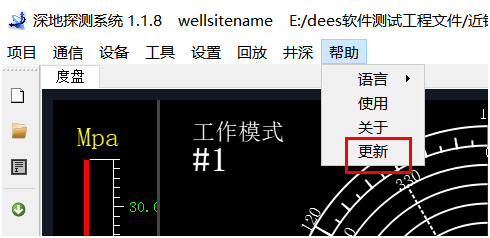 深地探测系统 1.1.8 wellsitename E:/dees软件测试工程文件/近
项目 通信 设备 工具 设置 回放 井深 帮助
度盘
语言
使用
关于
更新
Mpa
工作模式
#1
30.0
120
330